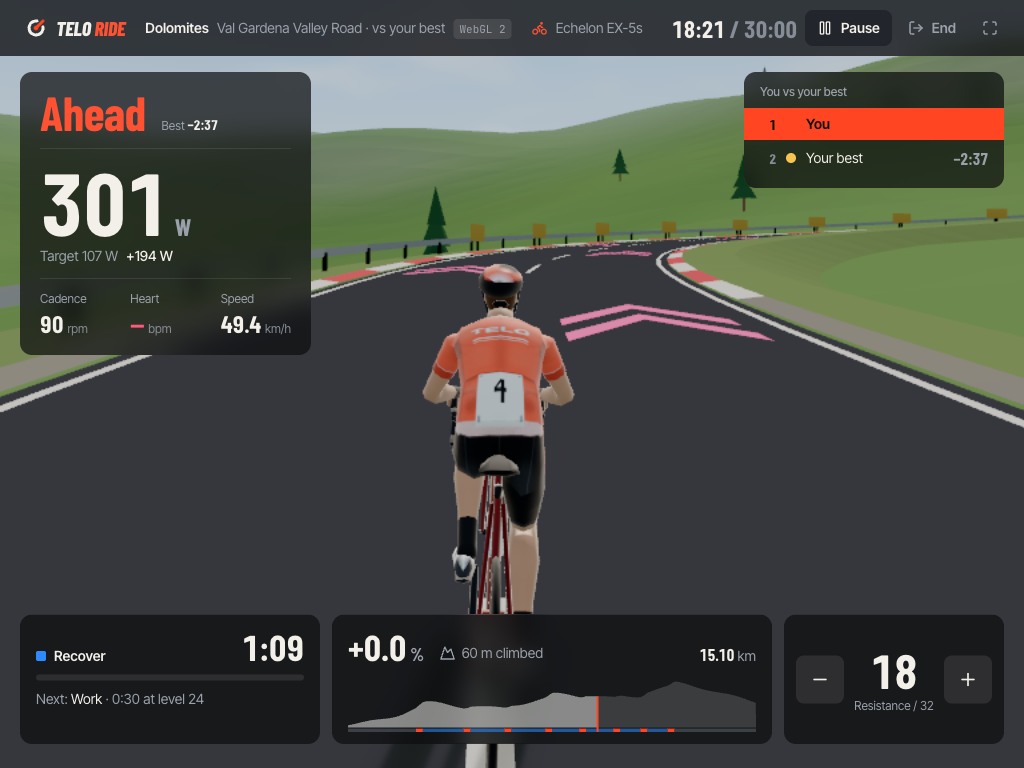 TELO RIDE Dolomites Val Gardena Valley Road · vs your best WebGL 2 Echelon EX-5s 18:21 / 30:00 Pause End
Ahead Best −2:37
301 W
Target 107 W +194 W
Cadence Heart Speed
90 rpm — bpm 49.4 km/h
You vs your best
1 You
2 Your best −2:37
TELO
4
Recover 1:09
Next: Work · 0:30 at level 24
+0.0 % 60 m climbed 15.10 km
− 18 +
Resistance / 32